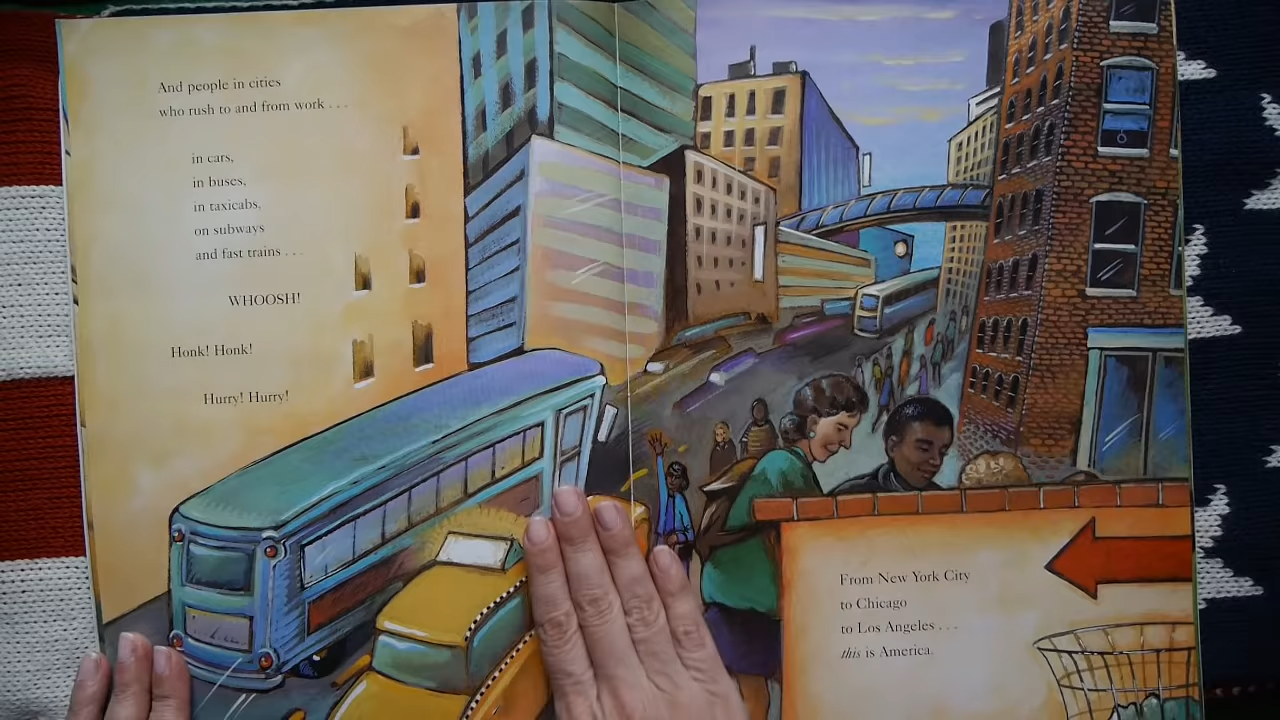 And people in cities
who rush to and from work . . .
in cars,
in buses,
in taxicabs,
on subways
and fast trains . . .
WHOOSH!
Honk! Honk!
Hurry! Hurry!
From New York City
to Chicago
to Los Angeles . . .
this is America.